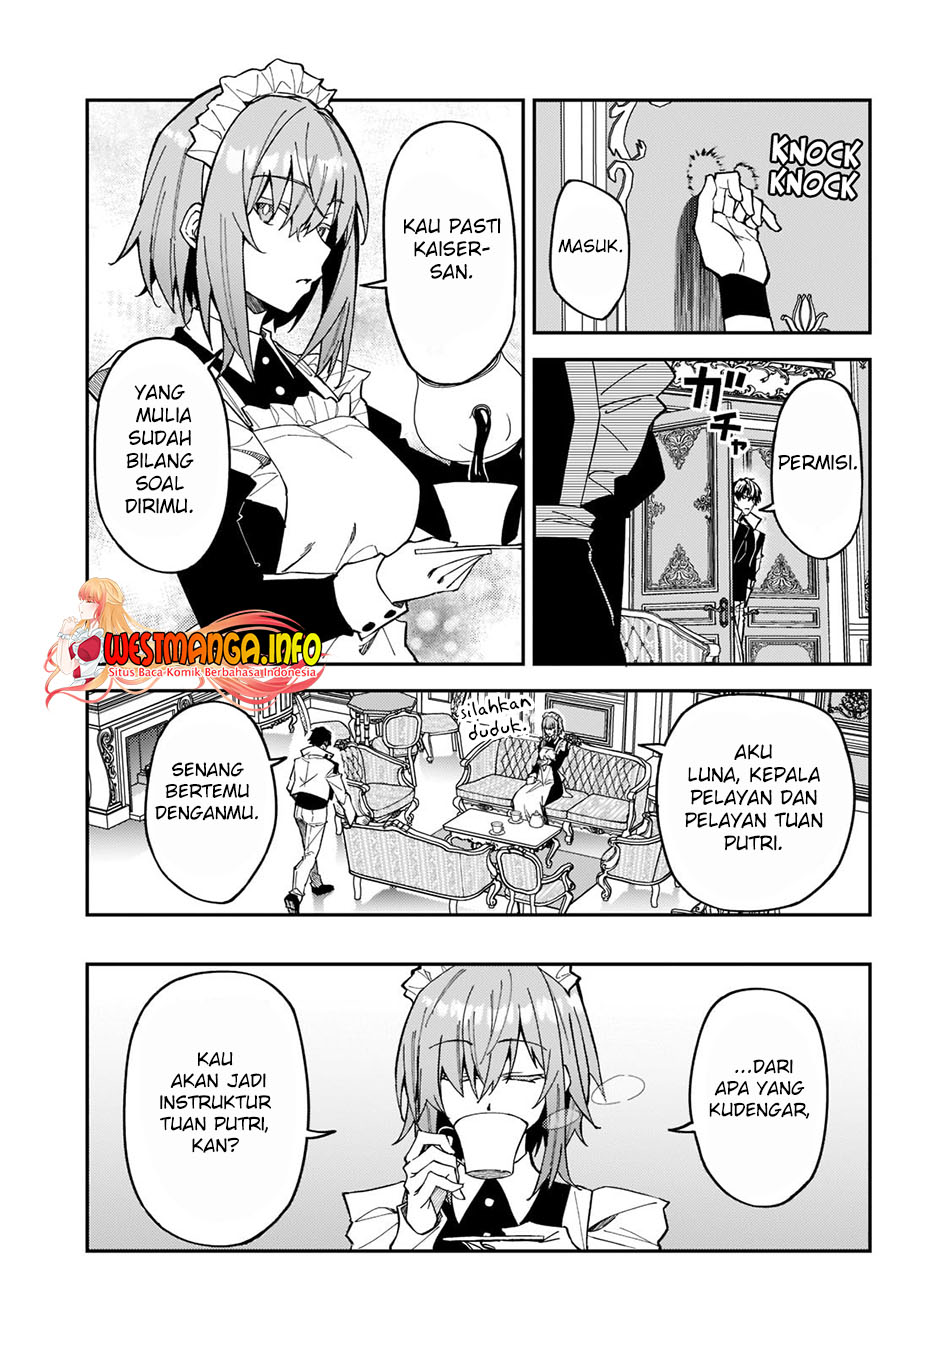 KNOCK
KNOCK
MASUK.
ガチャ
PERMISI.
KAU PASTI
KAISER-
SAN.
YANG
MULIA
SUDAH
BILANG
SOAL
DIRIMU.
WESTMANGA.INFO
Situs Baca Komik Berbahasa Indonesia
AKU
LUNA, KEPALA
PELAYAN DAN
PELAYAN TUAN
PUTRI.
silahkan
duduk.
SENANG
BERTEMU
DENGANMU.
...DARI
APA YANG
KUDENGAR,
KAU
AKAN JADI
INSTRUKTUR
TUAN PUTRI,
KAN?